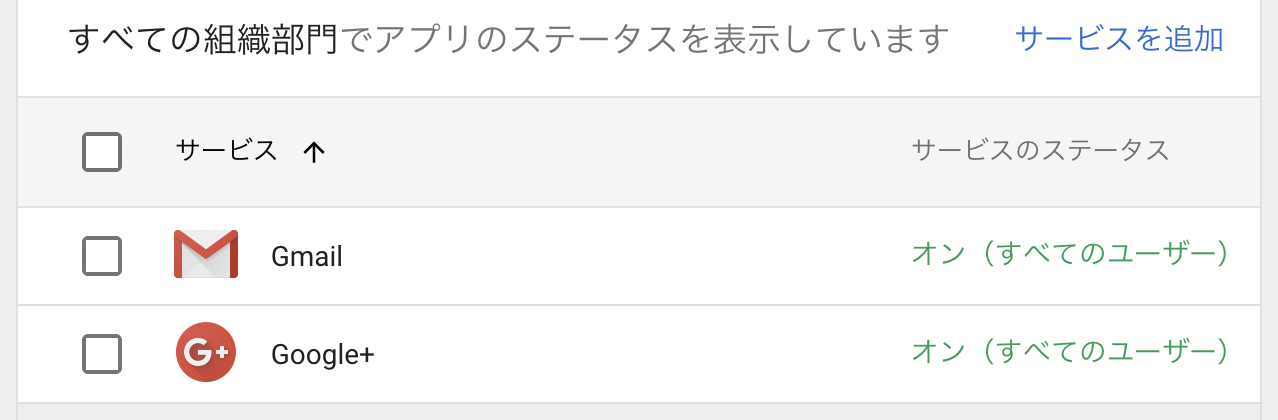 すべての組織部門でアプリのステータスを表示しています サービスを追加
サービス ↑ サービスのステータス
Gmail オン（すべてのユーザー）
G+ Google+ オン（すべてのユーザー）